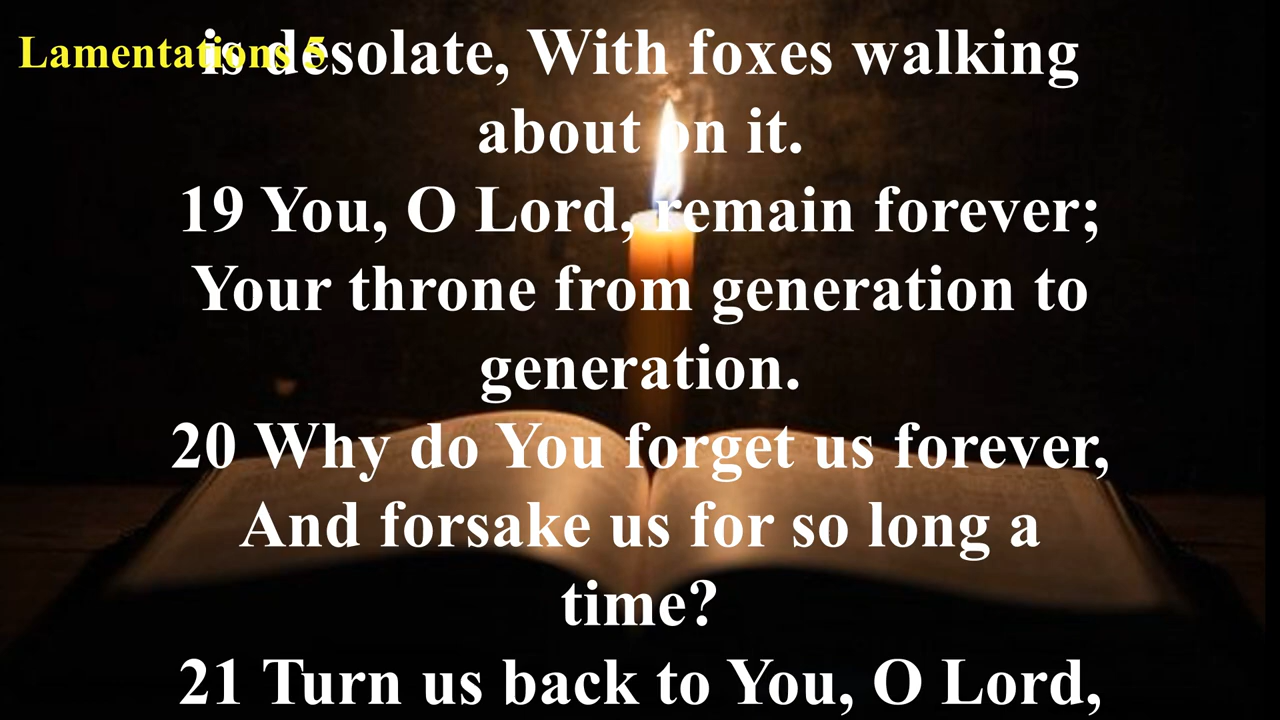 Lamentations 5
is desolate, With foxes walking
about on it.
19 You, O Lord, remain forever;
Your throne from generation to
generation.
20 Why do You forget us forever,
And forsake us for so long a
time?
21 Turn us back to You, O Lord,